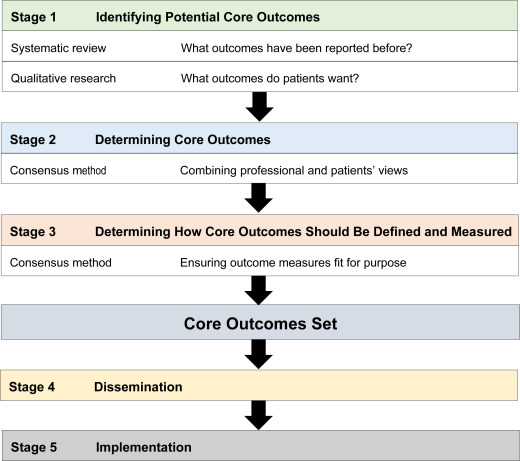 Stage 1 Identifying Potential Core Outcomes
Systematic review What outcomes have been reported before?
Qualitative research What outcomes do patients want?
Stage 2 Determining Core Outcomes
Consensus method Combining professional and patients’ views
Stage 3 Determining How Core Outcomes Should Be Defined and Measured
Consensus method Ensuring outcome measures fit for purpose
Core Outcomes Set
Stage 4 Dissemination
Stage 5 Implementation